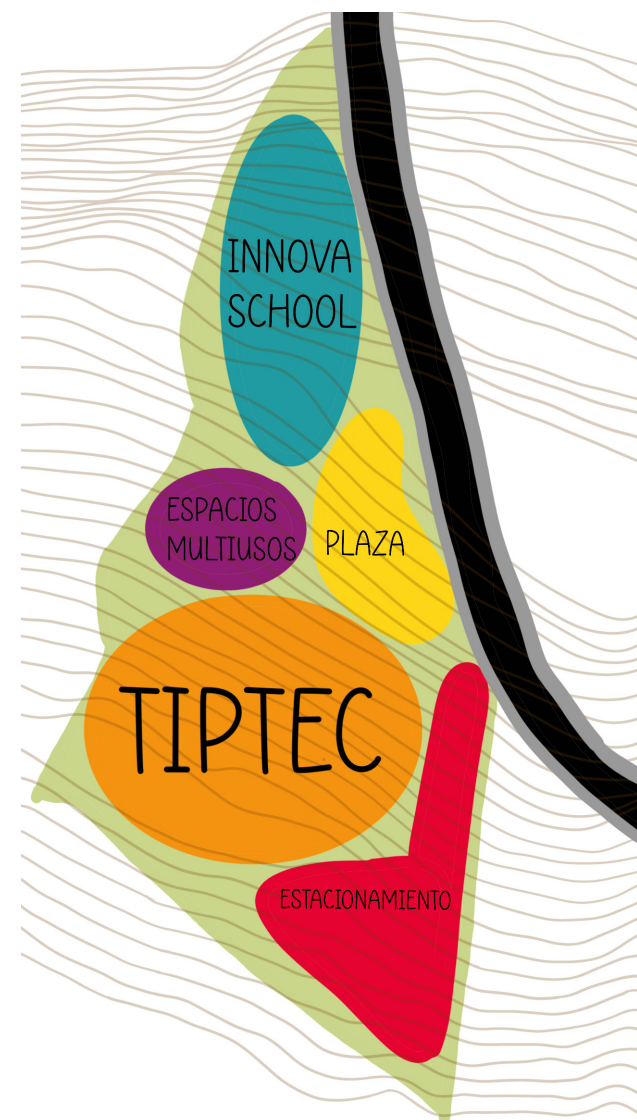 INNOVA
SCHOOL
ESPACIOS
MULTIUSOS
PLAZA
TIPTEC
ESTACIONAMIENTO